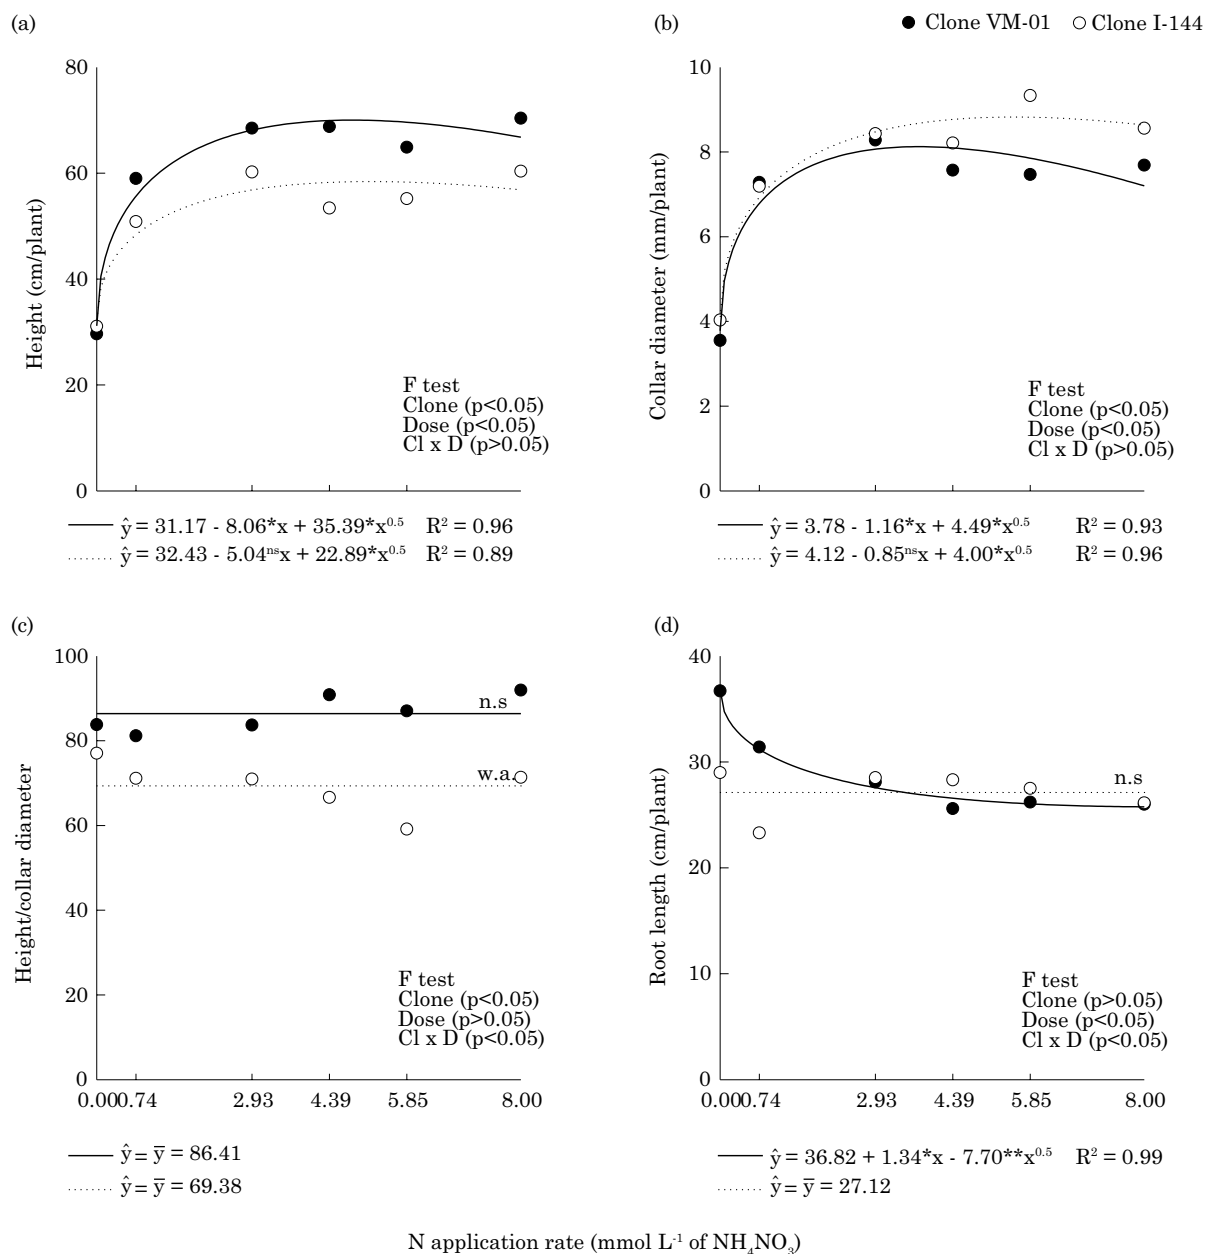 (a)
(b)
● Clone VM-01 ○ Clone I-144
80
60
40
20
0
Height (cm/plant)
F test
Clone (p<0.05)
Dose (p<0.05)
Cl x D (p>0.05)
ŷ = 31.17 - 8.06*x + 35.39*x^0.5 R² = 0.96
ŷ = 32.43 - 5.04^ns x + 22.89*x^0.5 R² = 0.89
10
8
6
4
2
0
Collar diameter (mm/plant)
F test
Clone (p<0.05)
Dose (p<0.05)
Cl x D (p>0.05)
ŷ = 3.78 - 1.16*x + 4.49*x^0.5 R² = 0.93
ŷ = 4.12 - 0.85^ns x + 4.00*x^0.5 R² = 0.96
(c)
100
80
60
40
20
0
Height/collar diameter
n.s
w.a.
F test
Clone (p<0.05)
Dose (p>0.05)
Cl x D (p<0.05)
0.00 0.74 2.93 4.39 5.85 8.00
ŷ = ȳ = 86.41
ŷ = ȳ = 69.38
(d)
40
30
20
10
0
Root length (cm/plant)
n.s
F test
Clone (p>0.05)
Dose (p<0.05)
Cl x D (p<0.05)
0.00 0.74 2.93 4.39 5.85 8.00
ŷ = 36.82 + 1.34*x - 7.70**x^0.5 R² = 0.99
ŷ = ȳ = 27.12
N application rate (mmol L⁻¹ of NH₄NO₃)